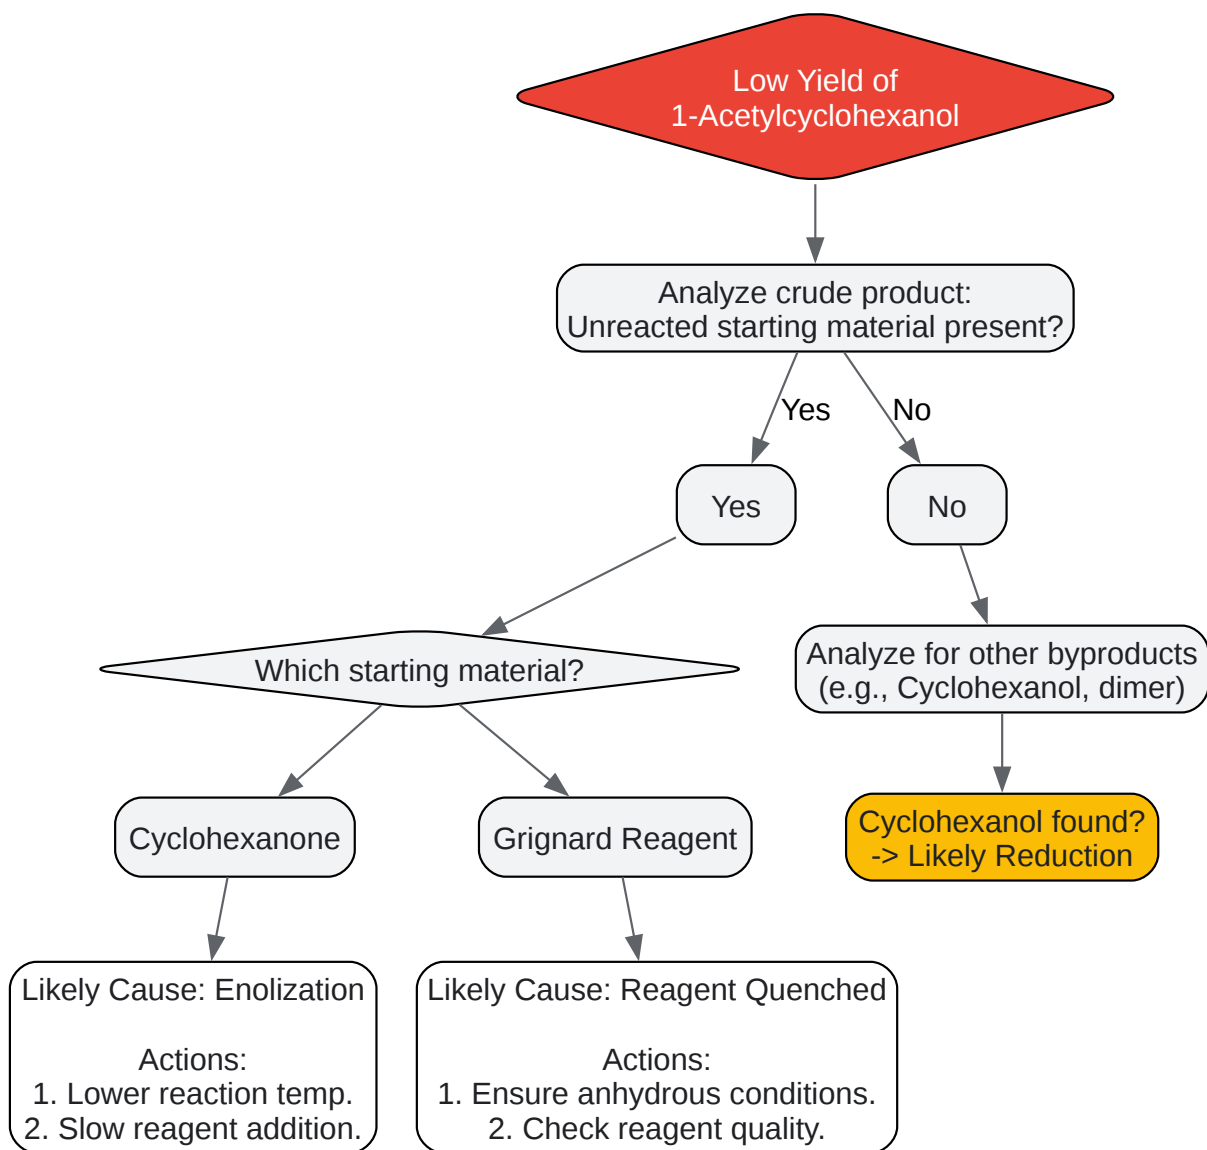 Low Yield of
1-Acetylcyclohexanol
Analyze crude product:
Unreacted starting material present?
Yes
No
Yes
No
Which starting material?
Analyze for other byproducts
(e.g., Cyclohexanol, dimer)
Cyclohexanone
Grignard Reagent
Cyclohexanol found?
-> Likely Reduction
Likely Cause: Enolization
Actions:
1. Lower reaction temp.
2. Slow reagent addition.
Likely Cause: Reagent Quenched
Actions:
1. Ensure anhydrous conditions.
2. Check reagent quality.